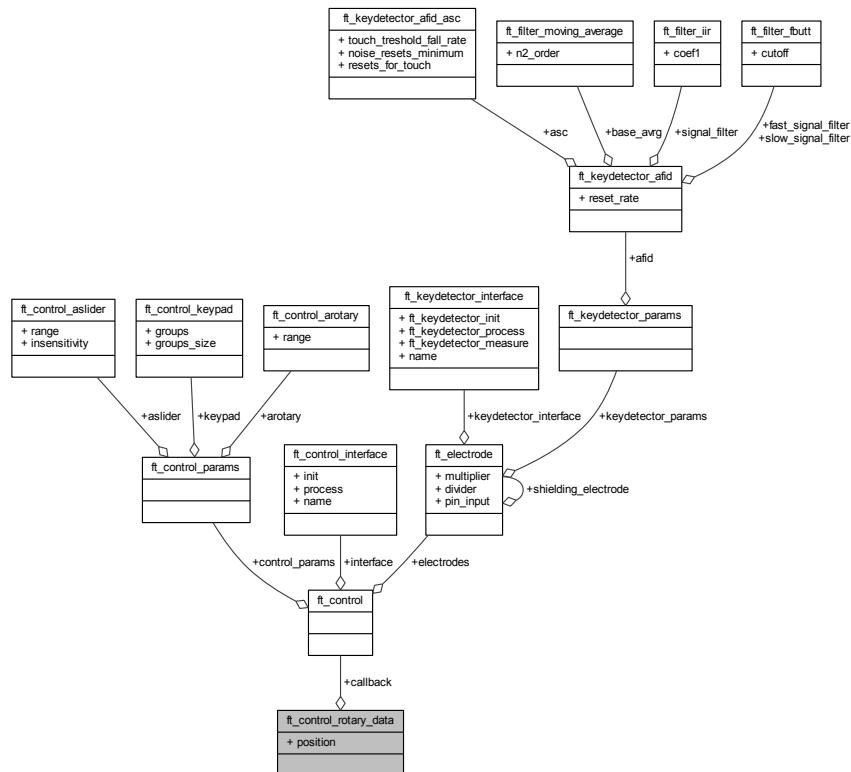 ft_keydetector_afid_asc
+ touch_treshold_fall_rate
+ noise_resets_minimum
+ resets_for_touch
ft_filter_moving_average
+ n2_order
ft_filter_iir
+ coef1
ft_filter_fbutt
+ cutoff
+asc
+base_avrg
+signal_filter
+fast_signal_filter
+slow_signal_filter
ft_keydetector_afid
+ reset_rate
+afid
ft_control_aslider
+ range
+ insensitivity
ft_control_keypad
+ groups
+ groups_size
ft_control_arotary
+ range
ft_keydetector_interface
+ ft_keydetector_init
+ ft_keydetector_process
+ ft_keydetector_measure
+ name
ft_keydetector_params
+aslider
+keypad
+arotary
+keydetector_interface
+keydetector_params
ft_control_params
ft_control_interface
+ init
+ process
+ name
ft_electrode
+ multiplier
+ divider
+ pin_input
+shielding_electrode
+control_params
+interface
+electrodes
ft_control
+callback
ft_control_rotary_data
+ position